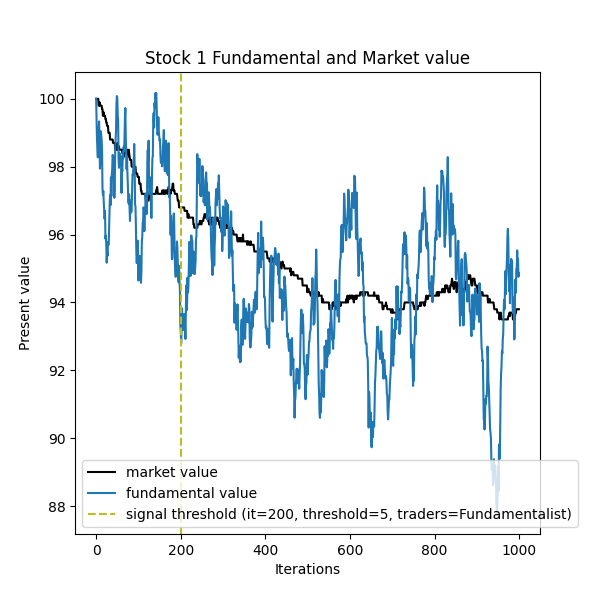 Stock 1 Fundamental and Market value
100
98
96
94
92
90
88
Present value
market value
fundamental value
signal threshold (it=200, threshold=5, traders=Fundamentalist)
0
200
400
600
800
1000
Iterations